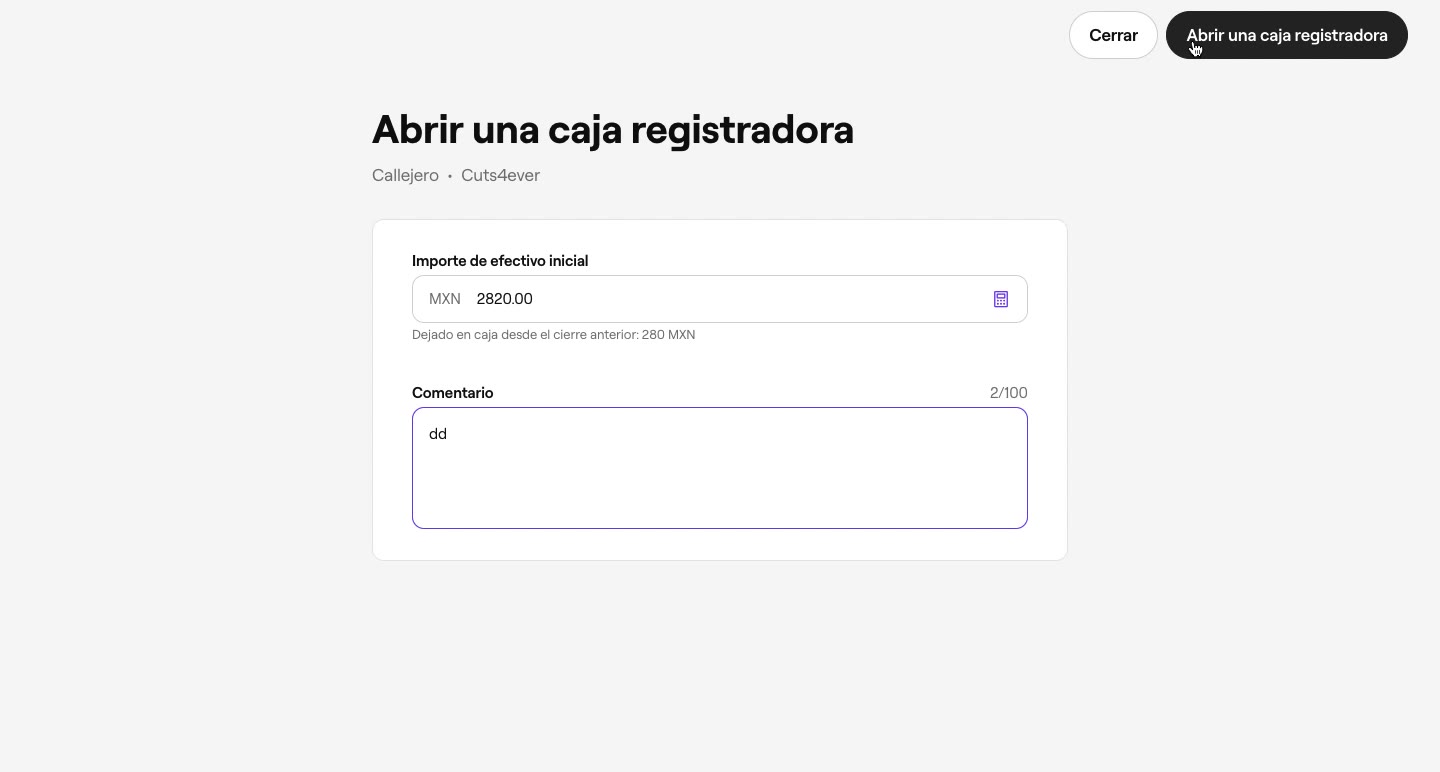 Cerrar
Abrir una caja registradora
Abrir una caja registradora
Callejero • Cuts4ever
Importe de efectivo inicial
MXN 2820.00
Dejado en caja desde el cierre anterior: 280 MXN
Comentario 2/100
dd